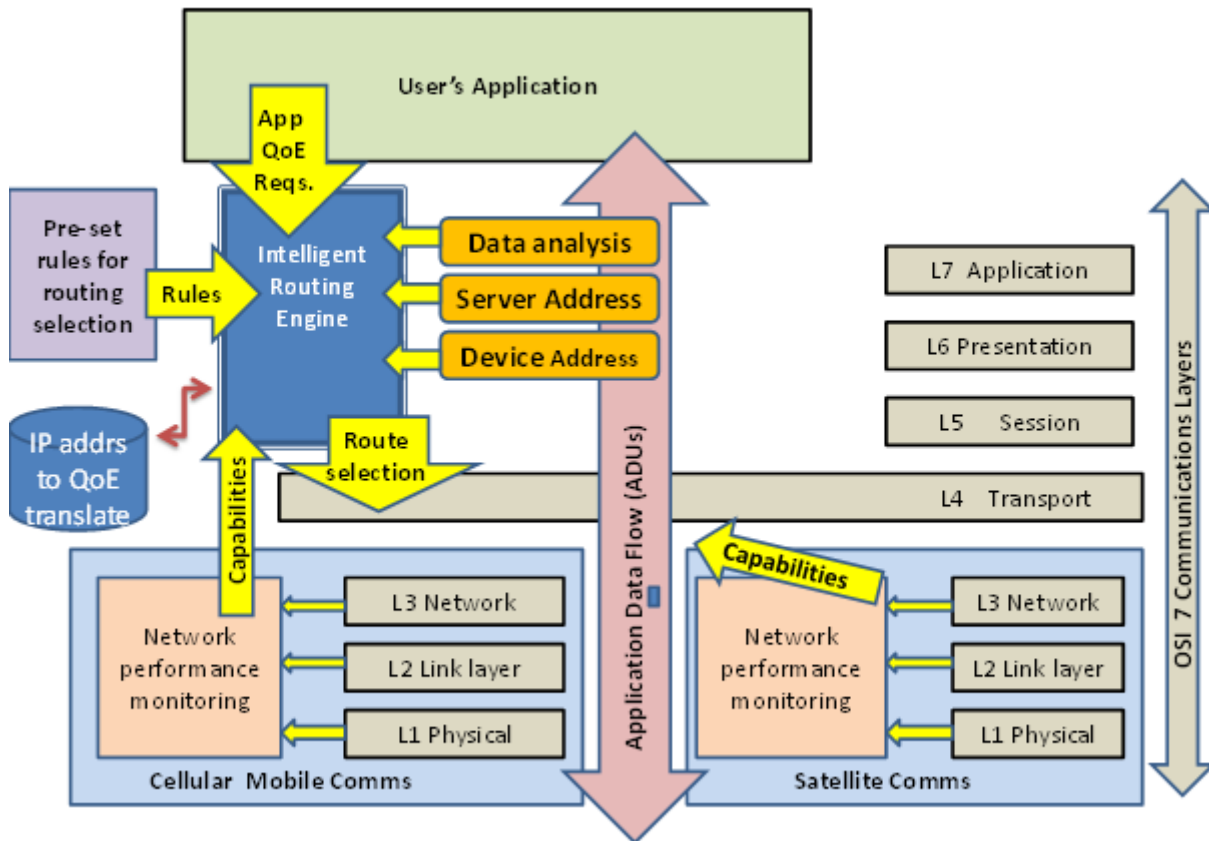 User's Application
App
QoE
Reqs.
Pre-set
rules for
routing
selection
Rules
Intelligent
Routing
Engine
Data analysis
Server Address
Device Address
IP addrs
to QoE
translate
Capabilities
Route
selection
Application Data Flow (ADUs)
L7 Application
L6 Presentation
L5 Session
L4 Transport
OSI 7 Communications Layers
Network
performance
monitoring
L3 Network
L2 Link layer
L1 Physical
Cellular Mobile Comms
Capabilities
Network
performance
monitoring
L3 Network
L2 Link layer
L1 Physical
Satellite Comms